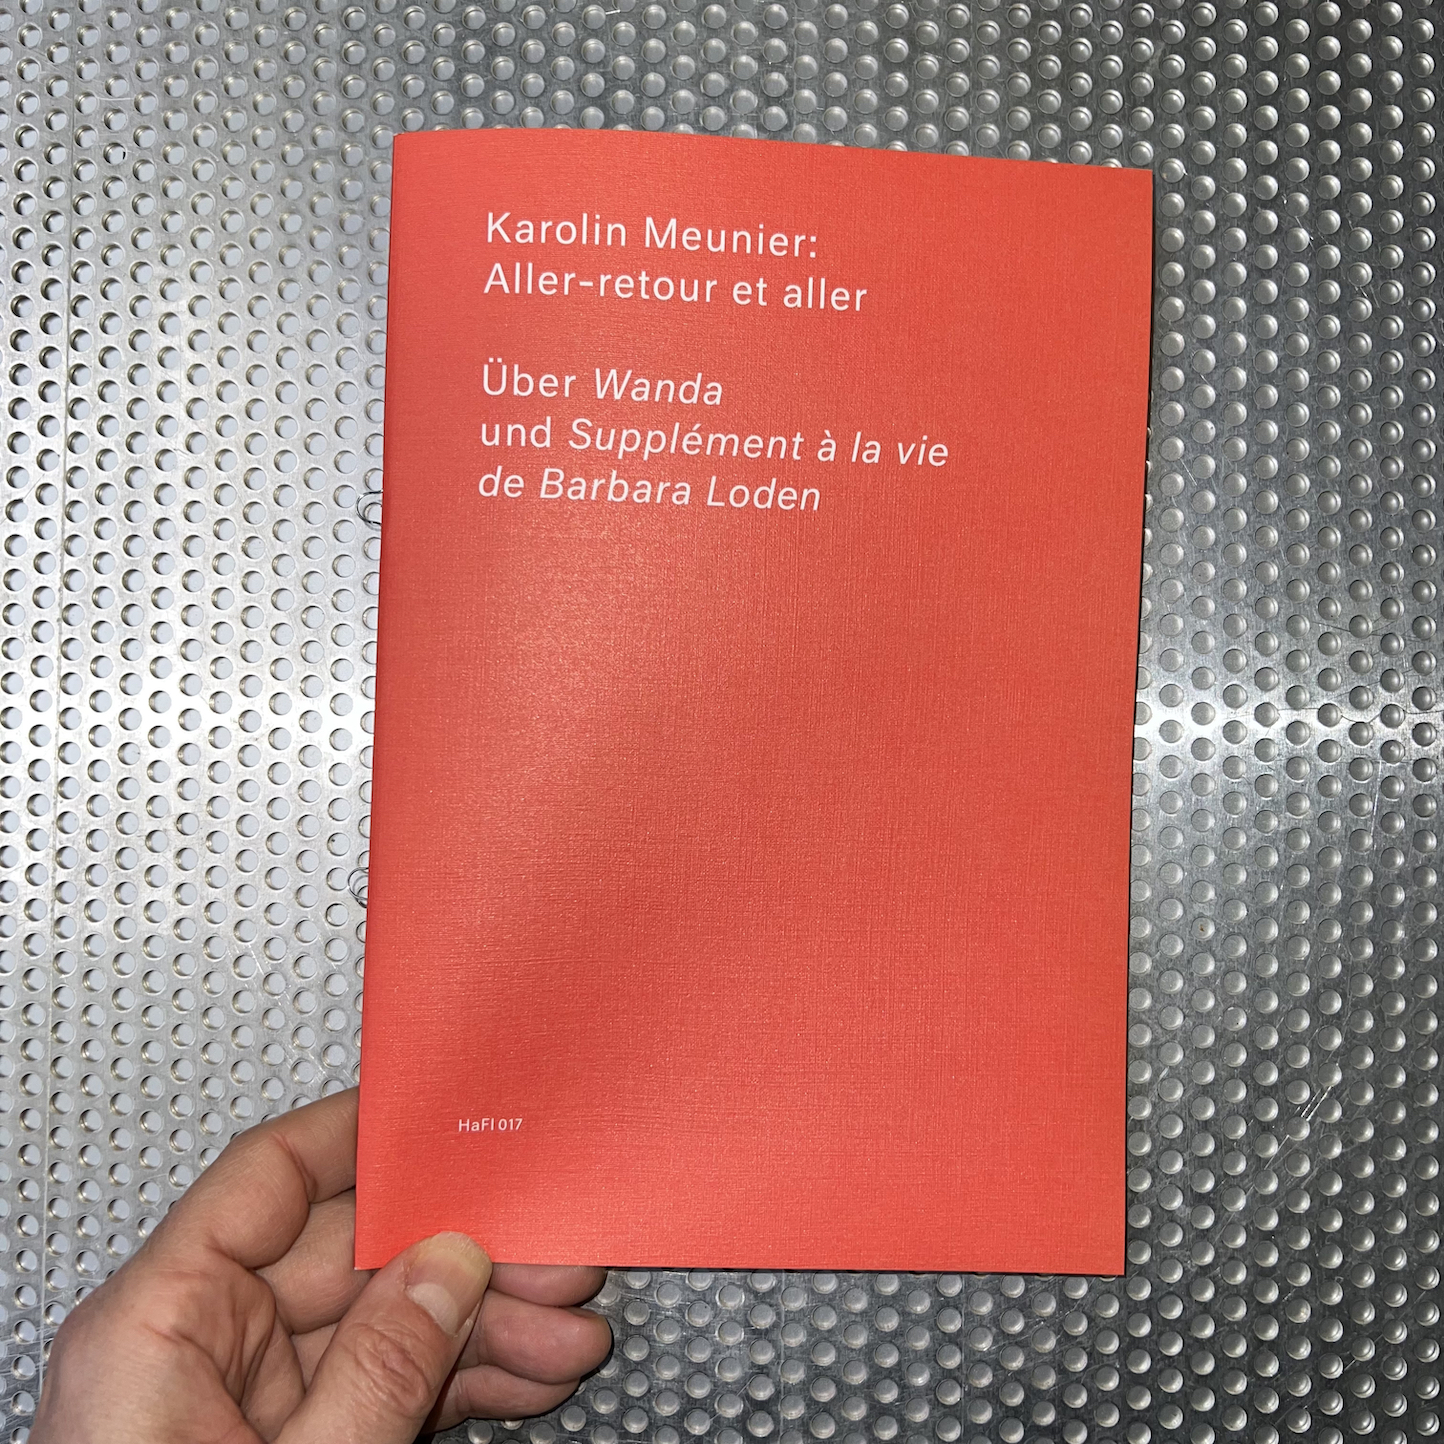 Karolin Meunier:
Aller-retour et aller
Über Wanda
und Supplément à la vie
de Barbara Loden
HaFI 017